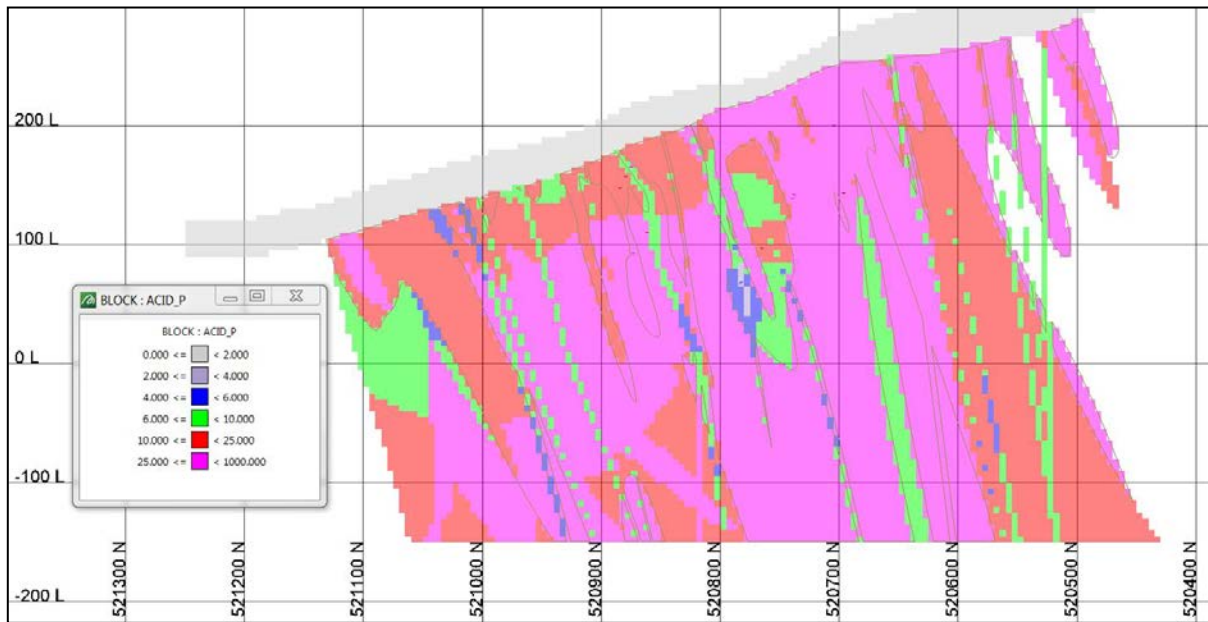 200 L
100 L
BLOCK : ACID_P
BLOCK : ACID_P
0.000 <= < 2.000
2.000 <= < 4.000
4.000 <= < 6.000
6.000 <= < 10.000
10.000 <= < 25.000
25.000 <= < 1000.000
0 L
-100 L
-200 L
521300 N
521200 N
521100 N
521000 N
520900 N
520800 N
520700 N
520600 N
520500 N
520400 N